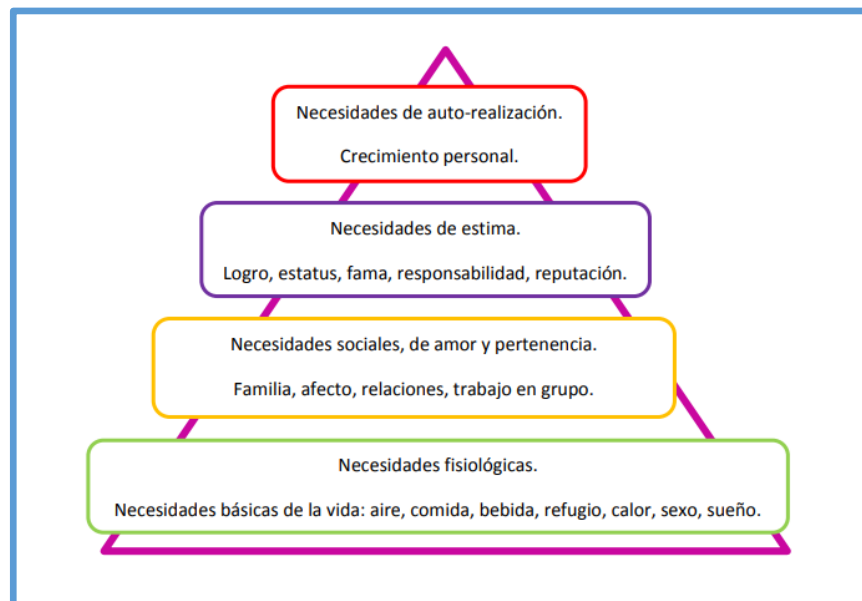 Necesidades de auto-realización.
Crecimiento personal.
Necesidades de estima.
Logro, estatus, fama, responsabilidad, reputación.
Necesidades sociales, de amor y pertenencia.
Familia, afecto, relaciones, trabajo en grupo.
Necesidades fisiológicas.
Necesidades básicas de la vida: aire, comida, bebida, refugio, calor, sexo, sueño.